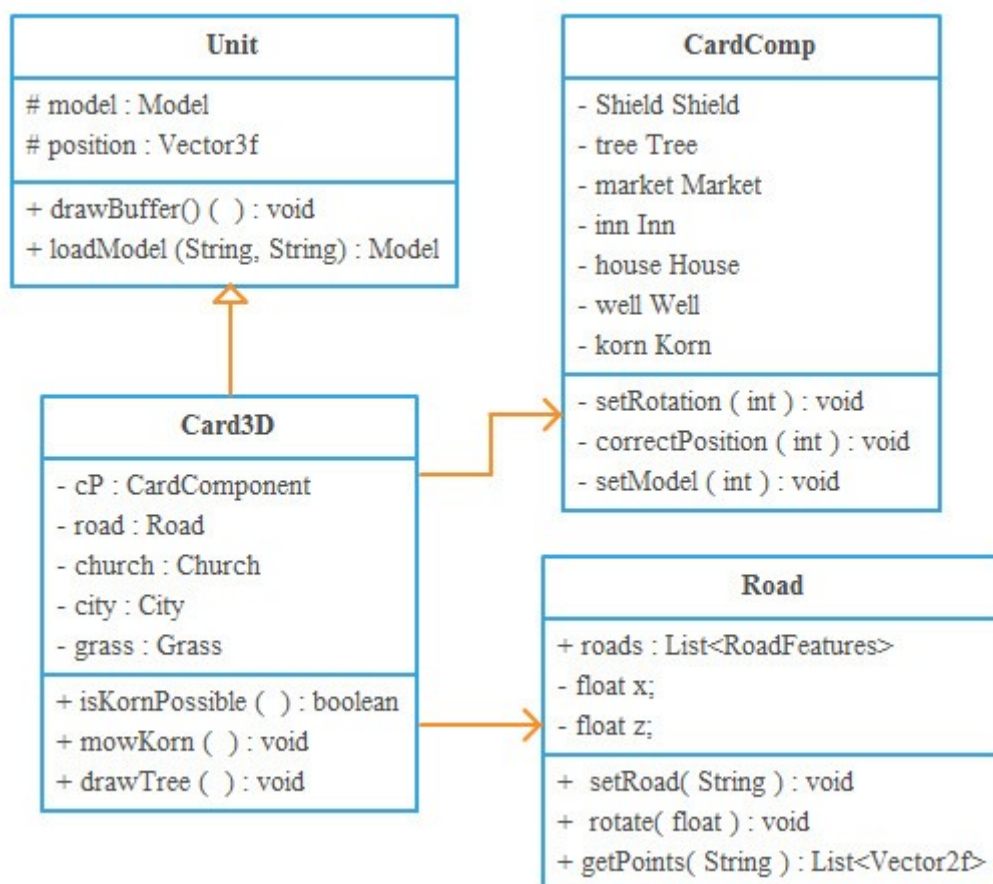 Unit
# model : Model
# position : Vector3f
+ drawBuffer() ( ) : void
+ loadModel (String, String) : Model
CardComp
- Shield Shield
- tree Tree
- market Market
- inn Inn
- house House
- well Well
- korn Korn
- setRotation ( int ) : void
- correctPosition ( int ) : void
- setModel ( int ) : void
Card3D
- cP : CardComponent
- road : Road
- church : Church
- city : City
- grass : Grass
+ isKornPossible ( ) : boolean
+ mowKorn ( ) : void
+ drawTree ( ) : void
Road
+ roads : List<RoadFeatures>
- float x;
- float z;
+ setRoad( String ) : void
+ rotate( float ) : void
+ getPoints( String ) : List<Vector2f>